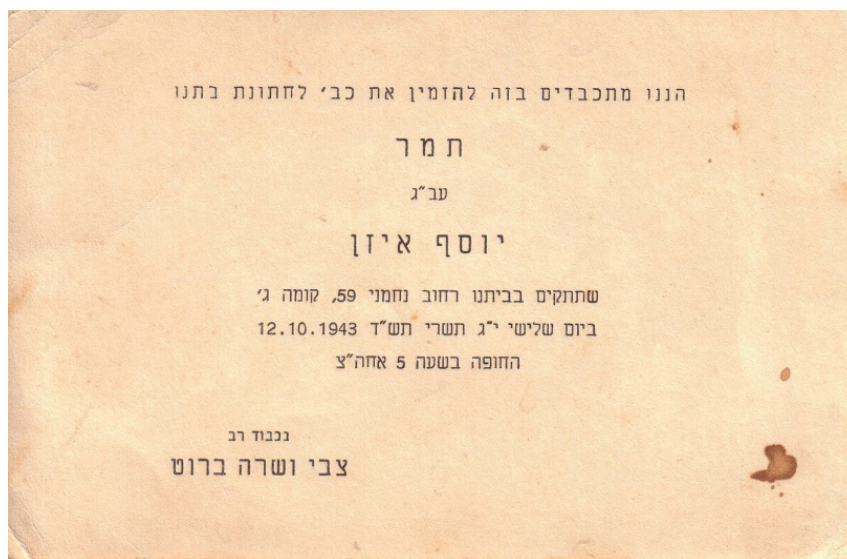 הננו מתכבדים בזה להזמין את כב׳ לחתונת בתנו
תמר
עב״ג
יוסף איזן
שתתקים בביתנו רחוב נחמני 59, קומה ג׳
ביום שלישי י״ג תשרי תש״ד 12.10.1943
החופה בשעה 5 אחה״צ
בכבוד רב
צבי ושרה ברוט